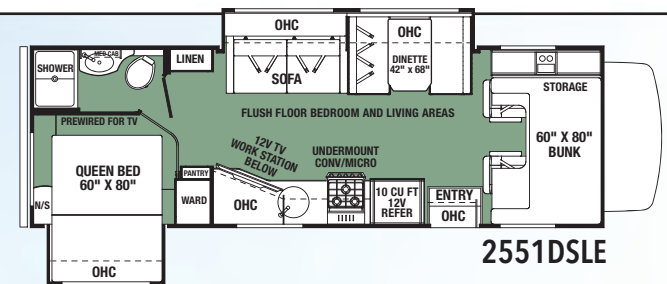 OHC
OHC
DINETTE
42" x 68"
SOFA
MED CAB
LINEN
SHOWER
STORAGE
60" X 80"
BUNK
FLUSH FLOOR BEDROOM AND LIVING AREAS
PREWIRED FOR TV
12V TV
WORK STATION
BELOW
UNDERMOUNT
CONV/MICRO
QUEEN BED
60" X 80"
PANTRY
N/S
WARD
OHC
10 CU FT
12V
REFER
ENTRY
OHC
OHC
2551DSLE